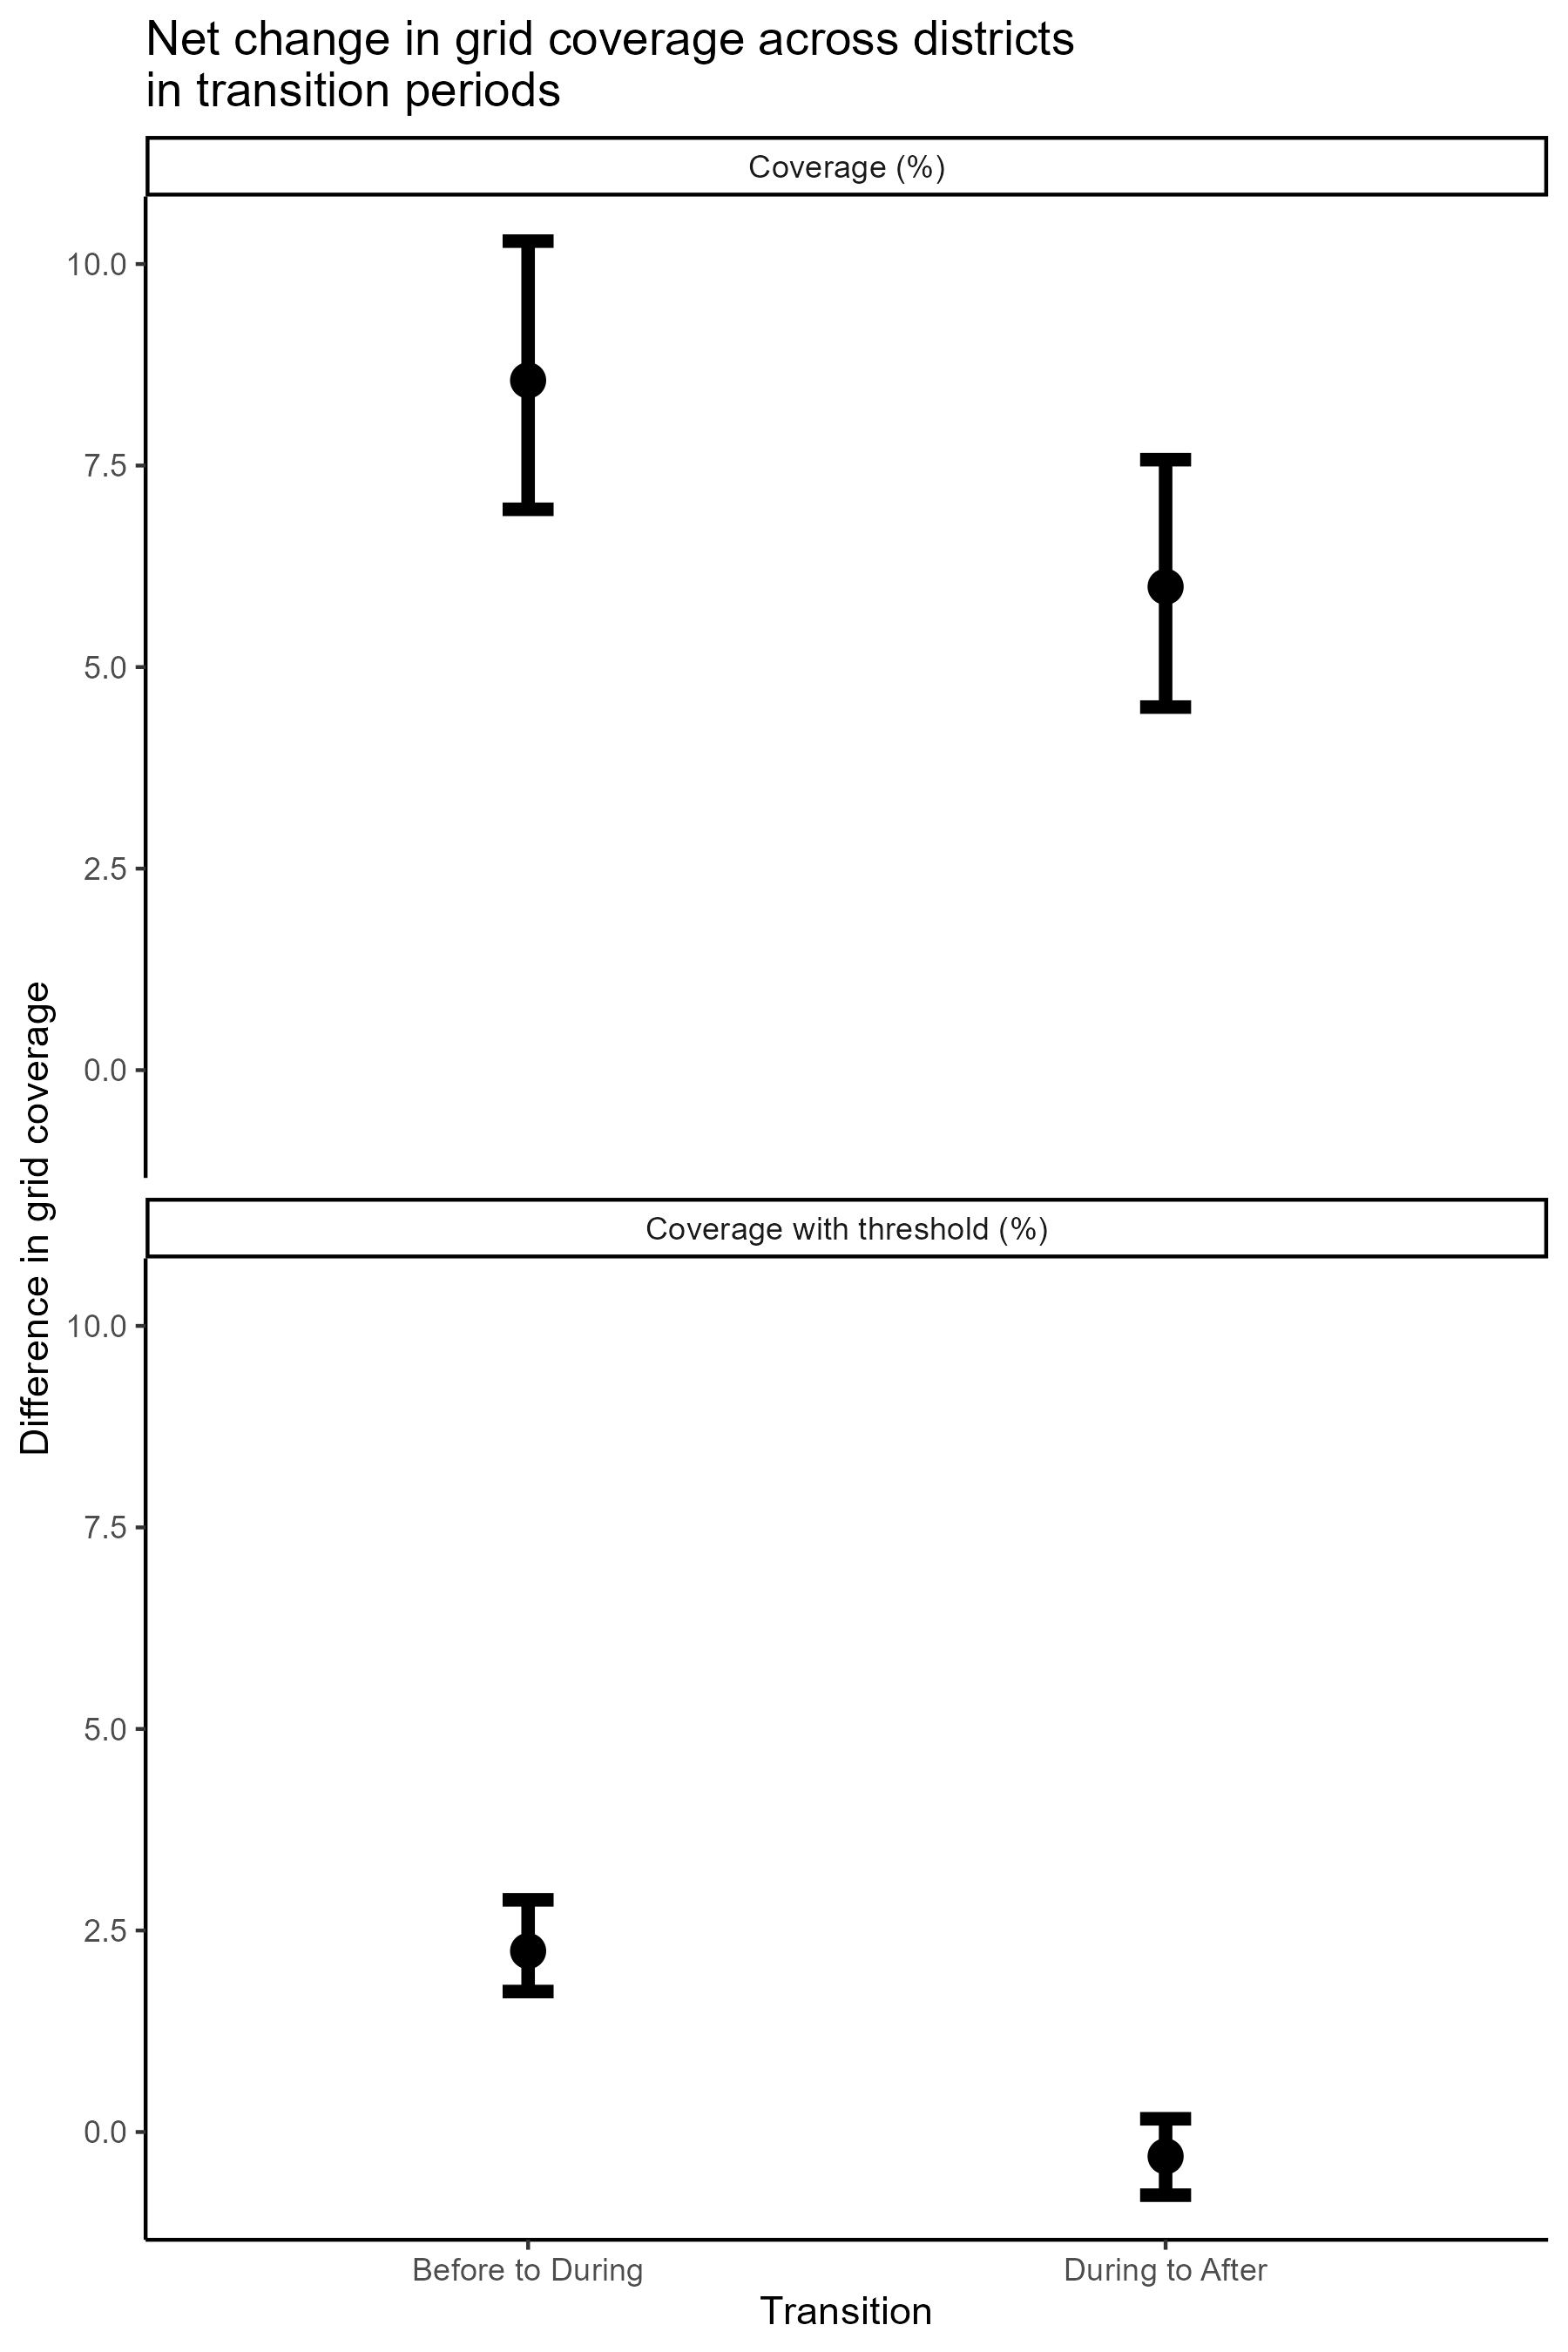 Net change in grid coverage across districts
in transition periods
Coverage (%)
10.0
7.5
5.0
2.5
0.0
Difference in grid coverage
Coverage with threshold (%)
10.0
7.5
5.0
2.5
0.0
Before to During
During to After
Transition